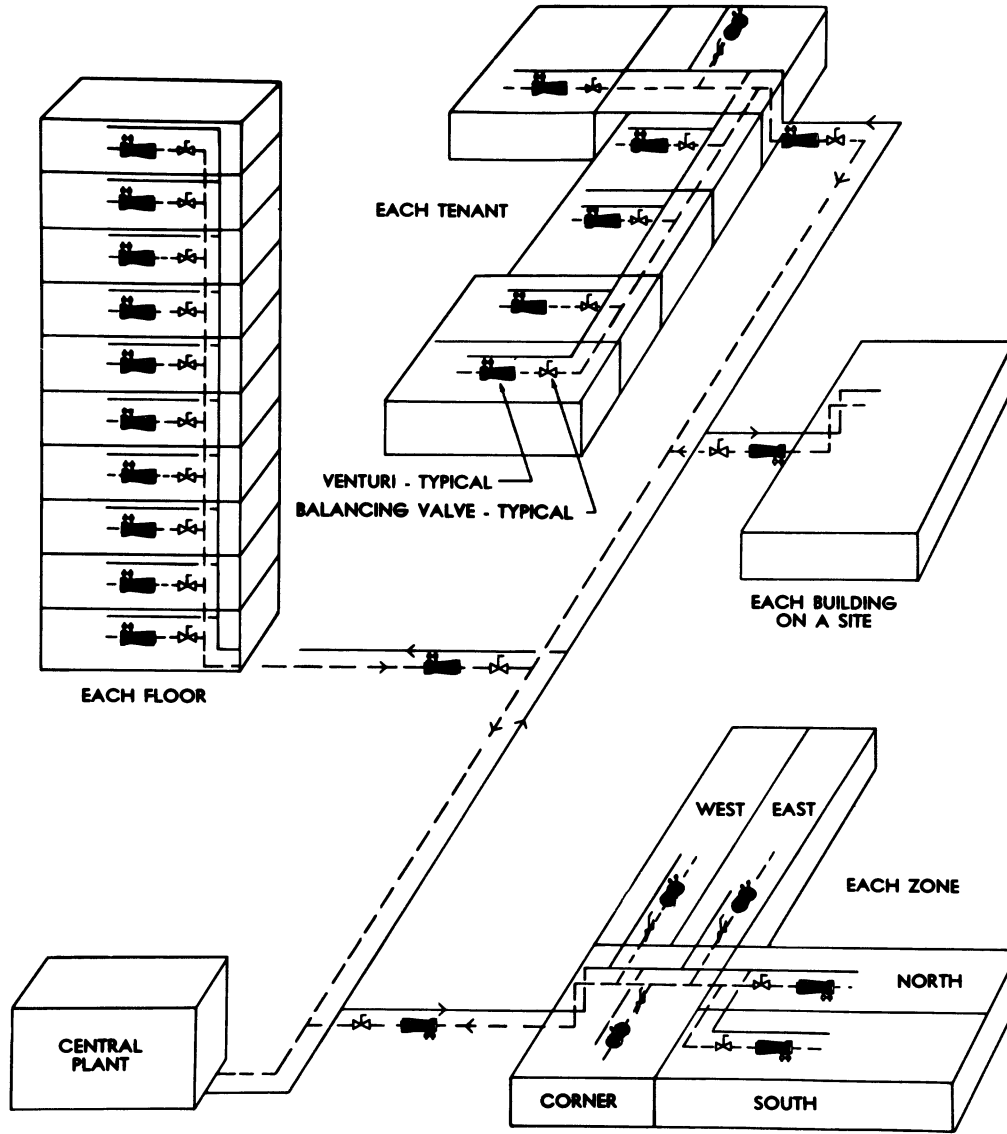 EACH TENANT
VENTURI - TYPICAL
BALANCING VALVE - TYPICAL
EACH BUILDING
ON A SITE
EACH FLOOR
WEST
EAST
EACH ZONE
NORTH
CENTRAL
PLANT
CORNER
SOUTH